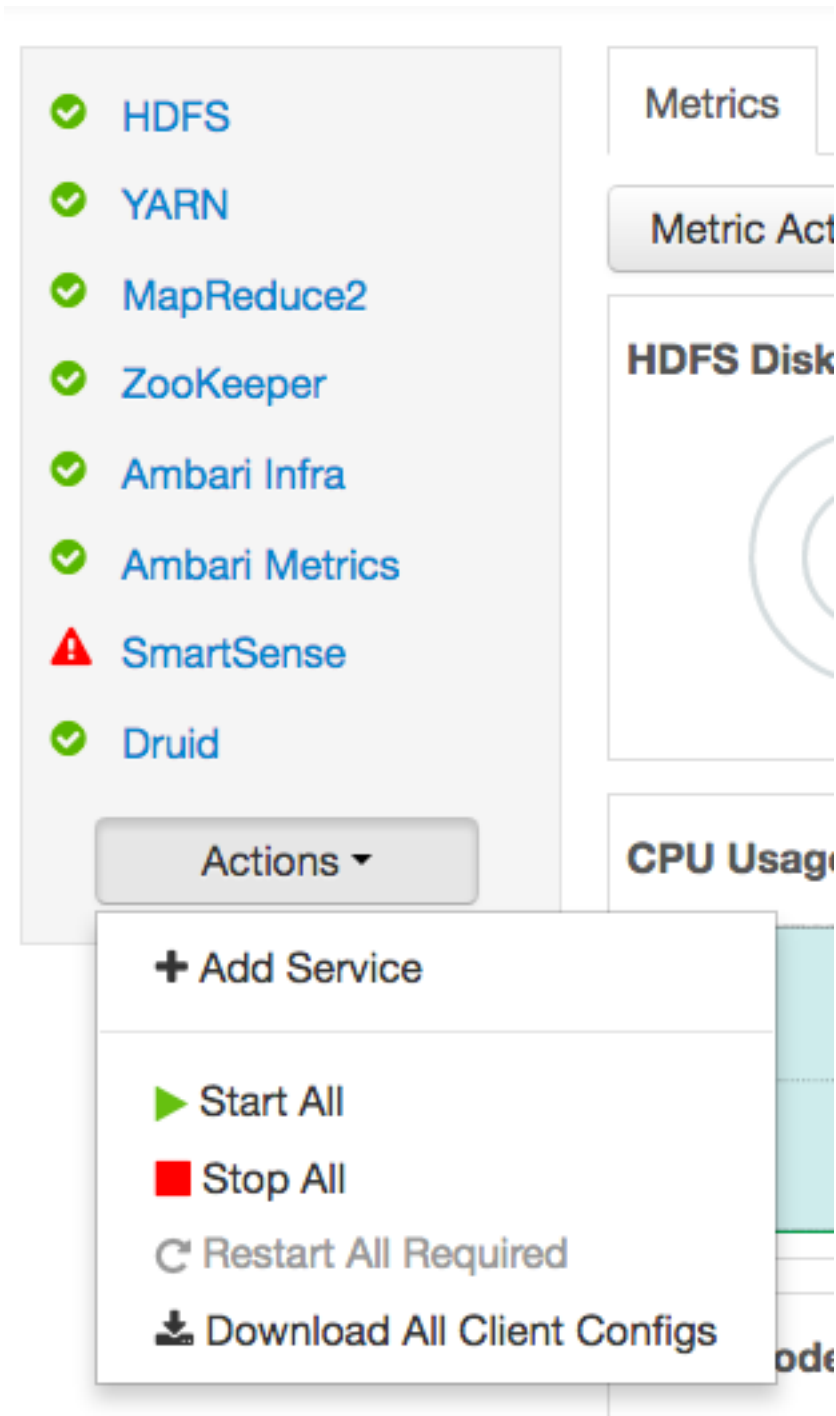 HDFS
YARN
MapReduce2
ZooKeeper
Ambari Infra
Ambari Metrics
SmartSense
Druid
Actions
Add Service
Start All
Stop All
Restart All Required
Download All Client Configs
Metrics
Metric Act
HDFS Disk
CPU Usage
ode